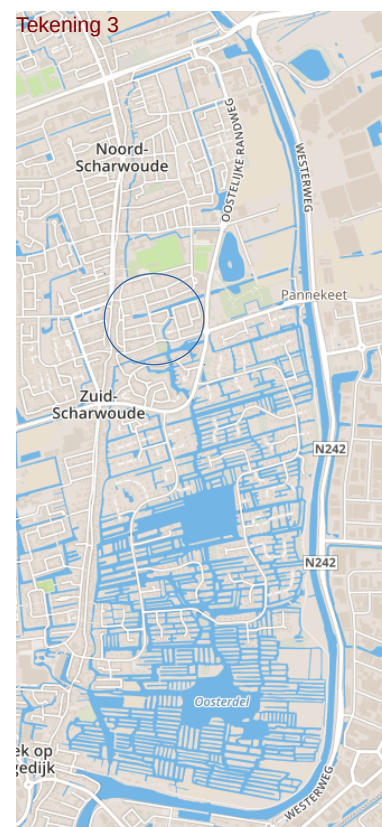 Tekening 3
Noord-
Scharwoude
OOSTELIJKE RANDWEG
WESTERWEG
Pannekeet
Zuid-
Scharwoude
N242
N242
Oosterdel
ek op
gedijk
WESTERWEG